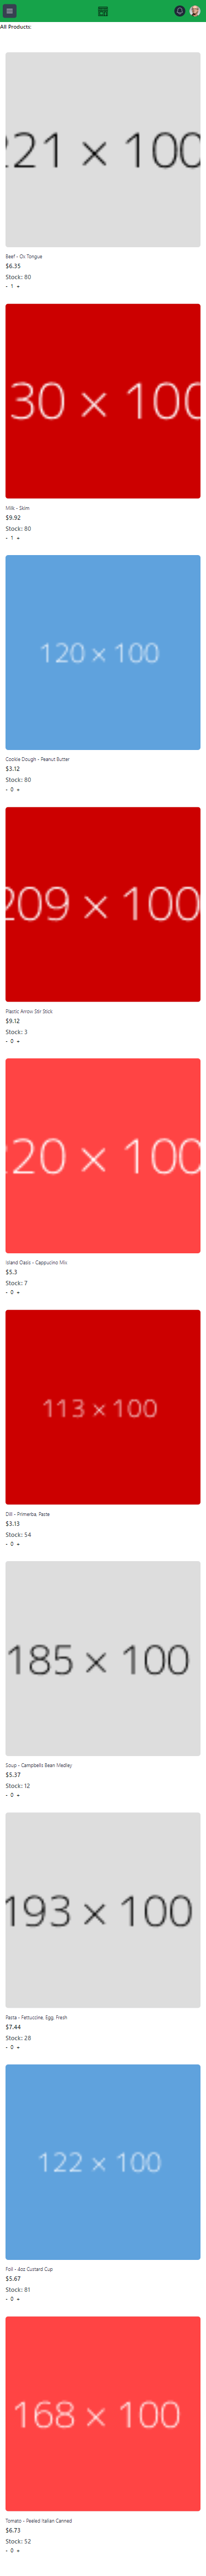 All Products:
221 × 100
Beef - Ox Tongue
$6.35
Stock: 80
- 1 +
30 × 100
Milk - Skim
$9.92
Stock: 80
- 1 +
120 × 100
Cookie Dough - Peanut Butter
$3.12
Stock: 80
- 0 +
209 × 100
Plastic Arrow Stir Stick
$9.12
Stock: 3
- 0 +
220 × 100
Island Oasis - Cappucino Mix
$5.3
Stock: 7
- 0 +
113 × 100
Dill - Primerba, Paste
$3.13
Stock: 54
- 0 +
185 × 100
Soup - Campbells Bean Medley
$5.37
Stock: 12
- 0 +
193 × 100
Pasta - Fettuccine, Egg, Fresh
$7.44
Stock: 28
- 0 +
122 × 100
Foil - 4oz Custard Cup
$5.67
Stock: 81
- 0 +
168 × 100
Tomato - Peeled Italian Canned
$6.73
Stock: 52
- 0 +